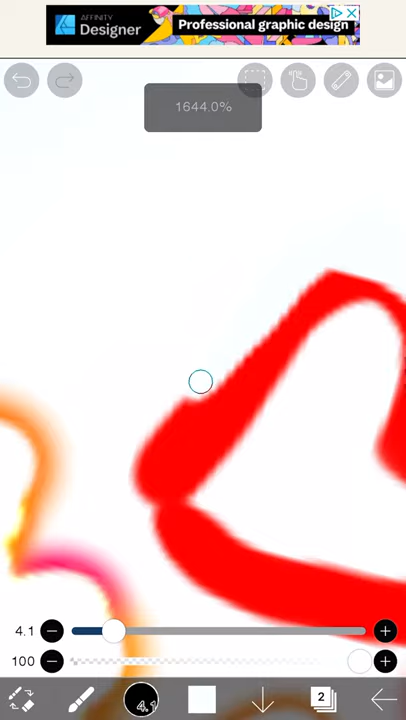 AFFINITY
Designer
Professional graphic design
1644.0%
4.1
100
4.1
2